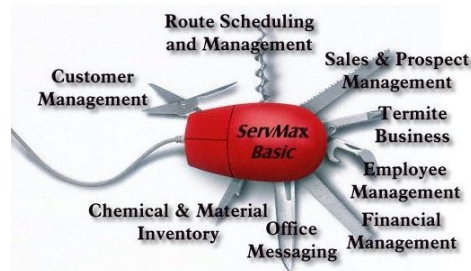 Route Scheduling
and Management
Sales & Prospect
Management
Customer
Management
Termite
Business
ServMax
Basic
Employee
Management
Chemical & Material
Inventory
Office
Messaging
Financial
Management